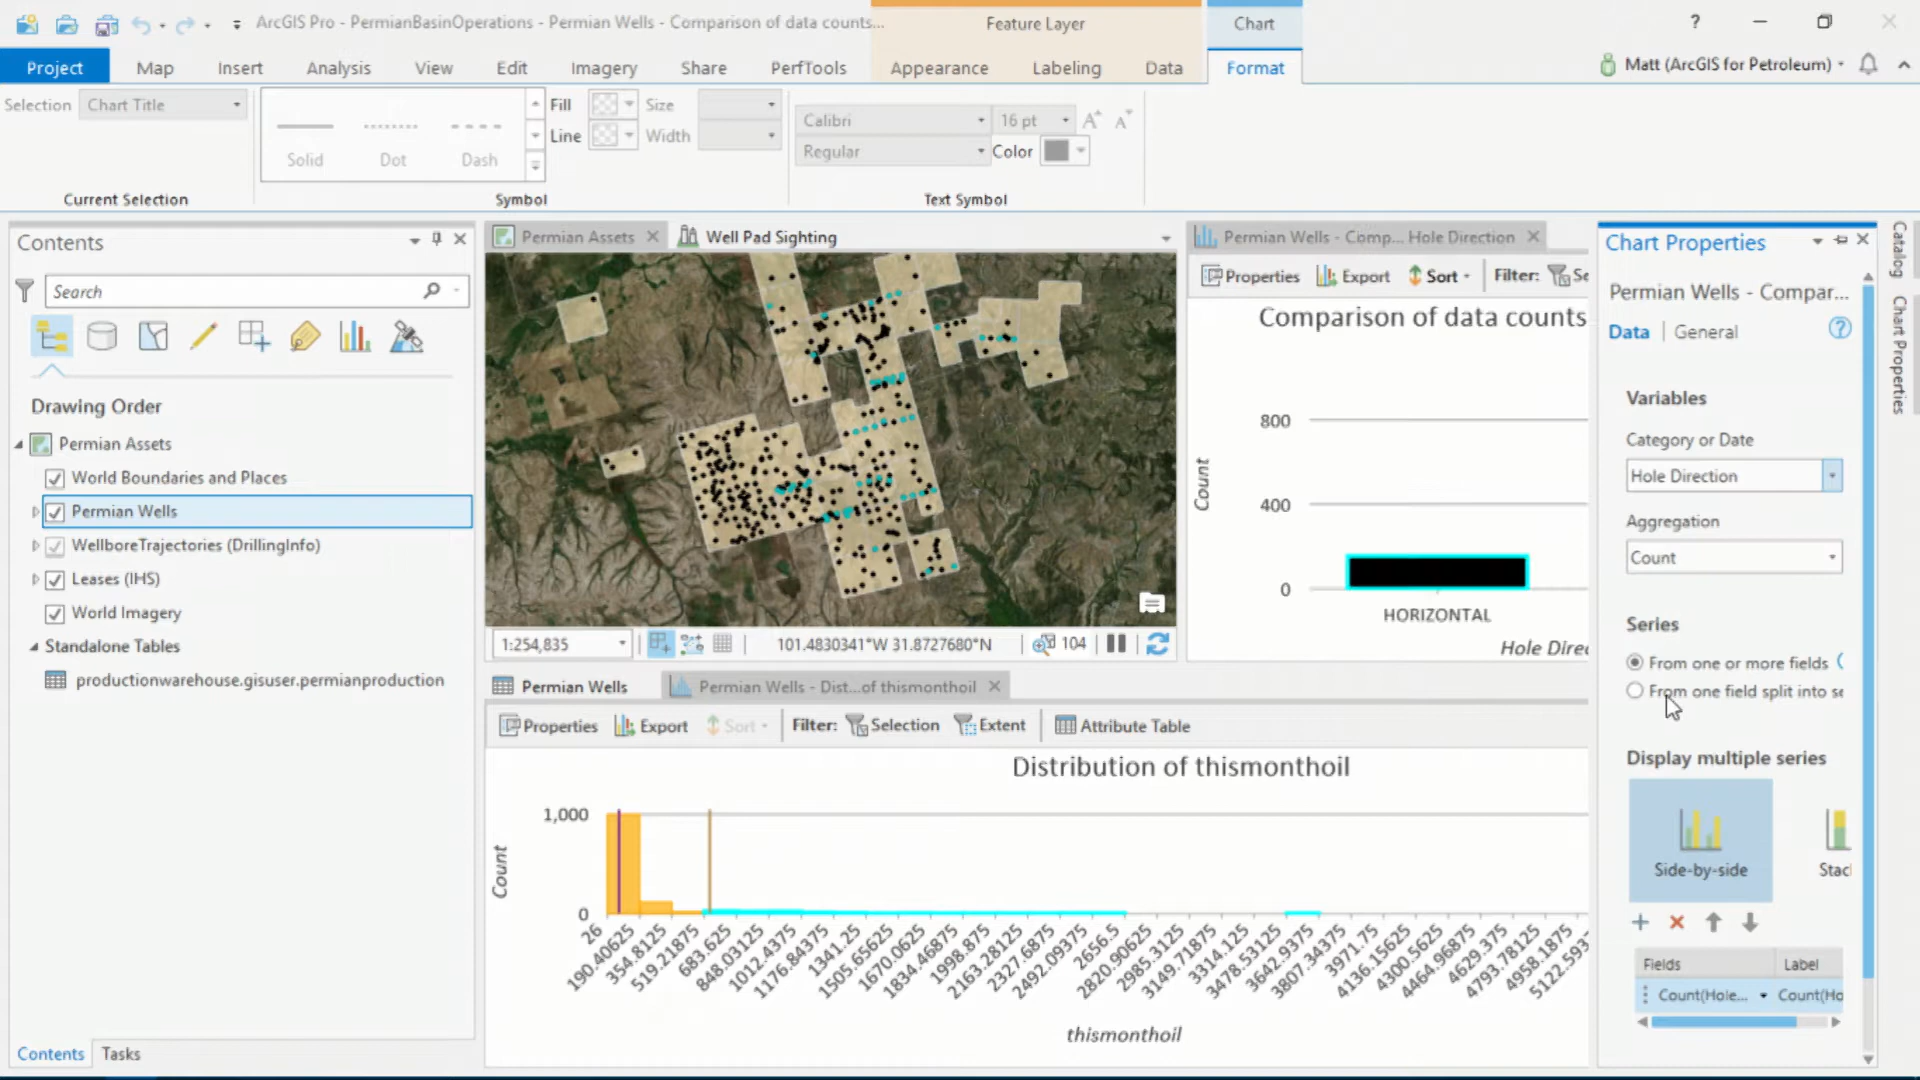 ArcGIS Pro - PermianBasinOperations - Permian Wells - Comparison of data counts...
Feature Layer
Chart
?
Project
Map
Insert
Analysis
View
Edit
Imagery
Share
PerfTools
Appearance
Labeling
Data
Format
Matt (ArcGIS for Petroleum)
Selection
Chart Title
Solid
Dot
Dash
Fill
Size
Line
Width
Calibri
16 pt
A
A
Regular
Color
Current Selection
Symbol
Text Symbol
Contents
Search
Drawing Order
Permian Assets
World Boundaries and Places
Permian Wells
WellboreTrajectories (DrillingInfo)
Leases (IHS)
World Imagery
Standalone Tables
productionwarehouse.gisuser.permianproduction
Contents
Tasks
Permian Assets
Well Pad Sighting
1:254,835
101.4830341°W 31.8727680°N
104
Permian Wells - Comp... Hole Direction
Properties
Export
Sort
Filter:
Se
Comparison of data counts
800
400
0
Count
HORIZONTAL
Hole Direc
Permian Wells
Permian Wells - Dist...of thismonthoil
Properties
Export
Sort
Filter:
Selection
Extent
Attribute Table
Distribution of thismonthoil
1,000
0
Count
26
190.40625
354.8125
519.21875
683.625
848.03125
1012.4375
1176.84375
1341.25
1505.65625
1670.0625
1834.46875
1998.875
2163.28125
2327.6875
2492.09375
2656.5
2820.90625
2985.3125
3149.71875
3314.125
3478.53125
3642.9375
3807.34375
3971.75
4136.15625
4300.5625
4464.96875
4629.375
4793.78125
4958.1875
5122.593
thismonthoil
Chart Properties
Permian Wells - Compar...
Data
General
?
Variables
Category or Date
Hole Direction
Aggregation
Count
Series
From one or more fields
From one field split into se
Display multiple series
Side-by-side
Stac
Fields
Label
Count(Hole...
Count(Ho
Catalog
Chart Properties